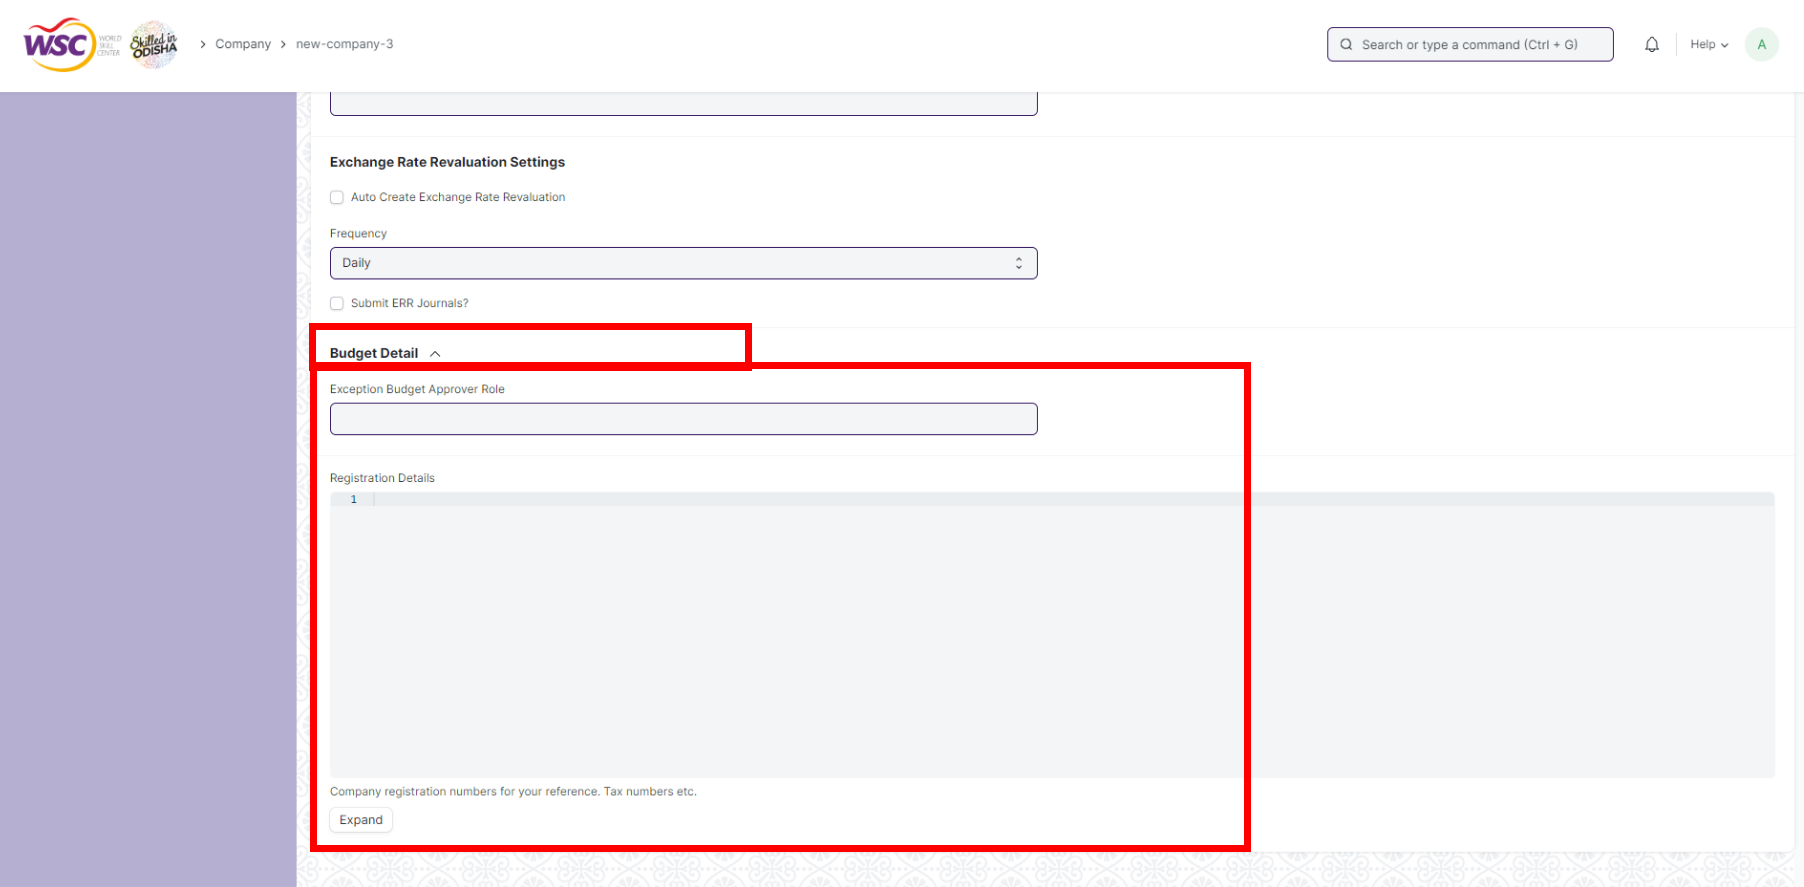 WSC WORLD SKILL CENTER Skilled in ODISHA > Company > new-company-3 Search or type a command (Ctrl + G) Help A
Exchange Rate Revaluation Settings
Auto Create Exchange Rate Revaluation
Frequency
Daily
Submit ERR Journals?
Budget Detail
Exception Budget Approver Role
Registration Details
1
Company registration numbers for your reference. Tax numbers etc.
Expand